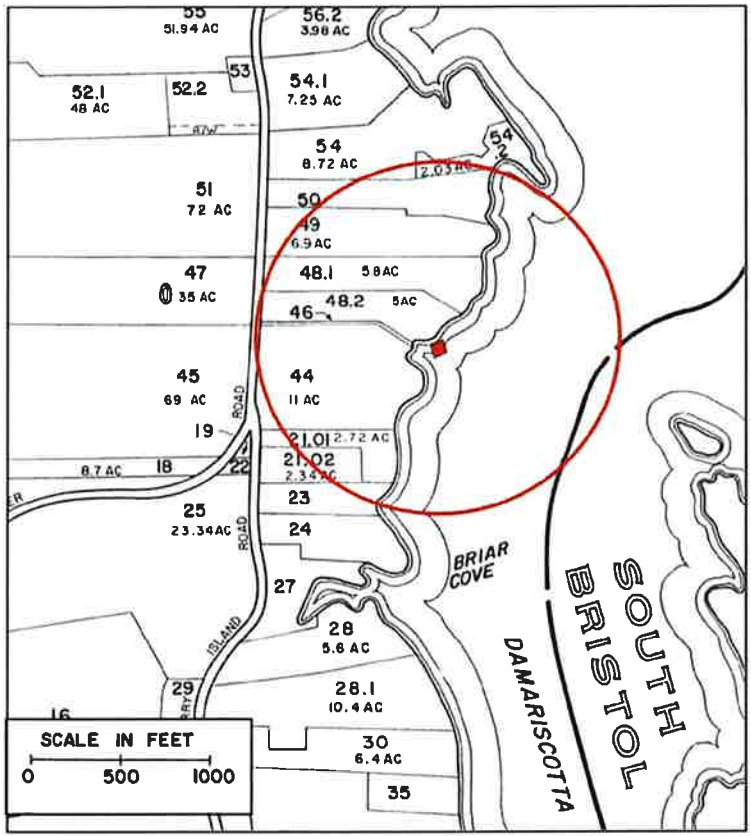 55
51.94 AC
56.2
3.98 AC
53
54.1
7.25 AC
52.1
48 AC
52.2
R/W
54
8.72 AC
54.2
2.03 AC
51
72 AC
50
49
6.9 AC
47
35 AC
48.1 5.8 AC
48.2 5 AC
46
45
69 AC
44
11 AC
ROAD
19
21.01 2.72 AC
21.02
2.34 AC
8.7 AC 18
22
ER
25
23.34 AC
23
ROAD
24
BRIAR
COVE
27
SOUTH
BRISTOL
ISLAND
28
5.6 AC
DAMARISCOTTA
29
28.1
10.4 AC
16
30
6.4 AC
35
SCALE IN FEET
0 500 1000